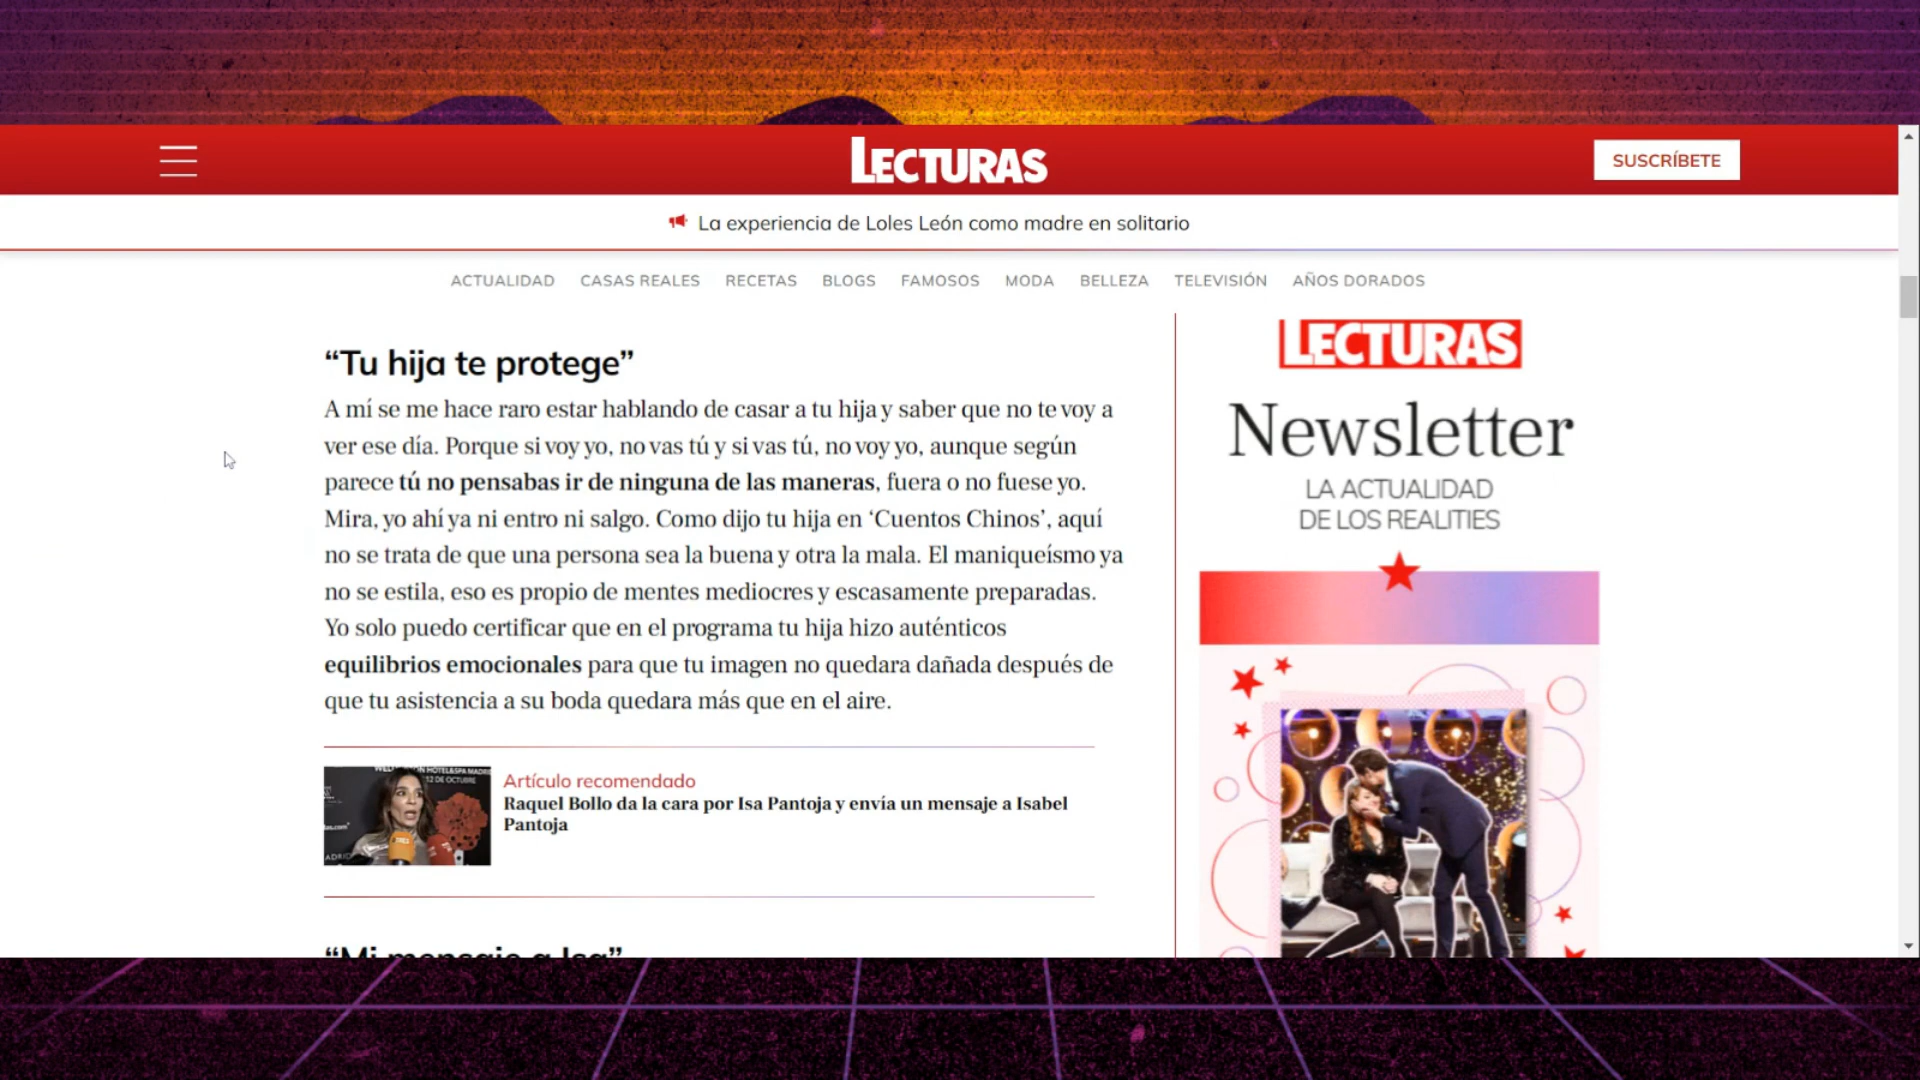 LECTURAS
SUSCRÍBETE
La experiencia de Loles León como madre en solitario
ACTUALIDAD CASAS REALES RECETAS BLOGS FAMOSOS MODA BELLEZA TELEVISIÓN AÑOS DORADOS
“Tu hija te protege”
A mí se me hace raro estar hablando de casar a tu hija y saber que no te voy a
ver ese día. Porque si voy yo, no vas tú y si vas tú, no voy yo, aunque según
parece tú no pensabas ir de ninguna de las maneras, fuera o no fuese yo.
Mira, yo ahí ya ni entro ni salgo. Como dijo tu hija en ‘Cuentos Chinos’, aquí
no se trata de que una persona sea la buena y otra la mala. El maniqueísmo ya
no se estila, eso es propio de mentes mediocres y escasamente preparadas.
Yo solo puedo certificar que en el programa tu hija hizo auténticos
equilibrios emocionales para que tu imagen no quedara dañada después de
que tu asistencia a su boda quedara más que en el aire.
12 DE OCTUBRE
Artículo recomendado
Raquel Bollo da la cara por Isa Pantoja y envía un mensaje a Isabel
Pantoja
“Mi mensaje a Isa”
LECTURAS
Newsletter
LA ACTUALIDAD
DE LOS REALITIES